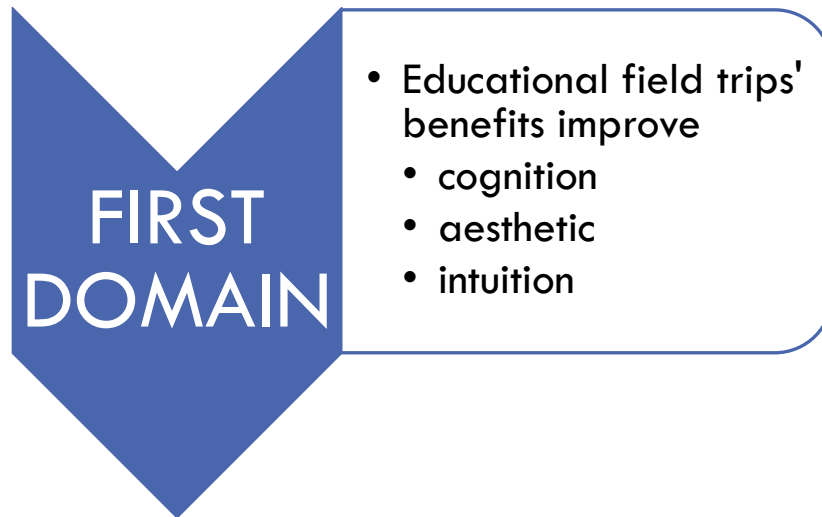 FIRST
DOMAIN
• Educational field trips'
benefits improve
• cognition
• aesthetic
• intuition